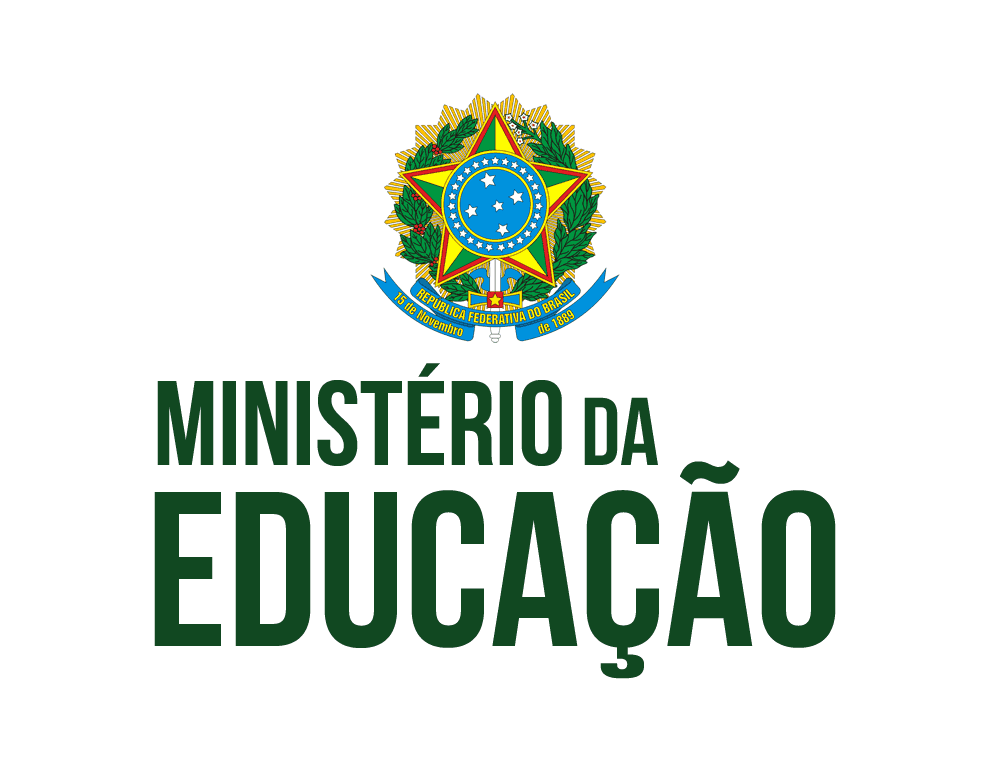 REPÚBLICA FEDERATIVA DO BRASIL
15 de Novembro de 1889
MINISTÉRIO DA
EDUCAÇÃO